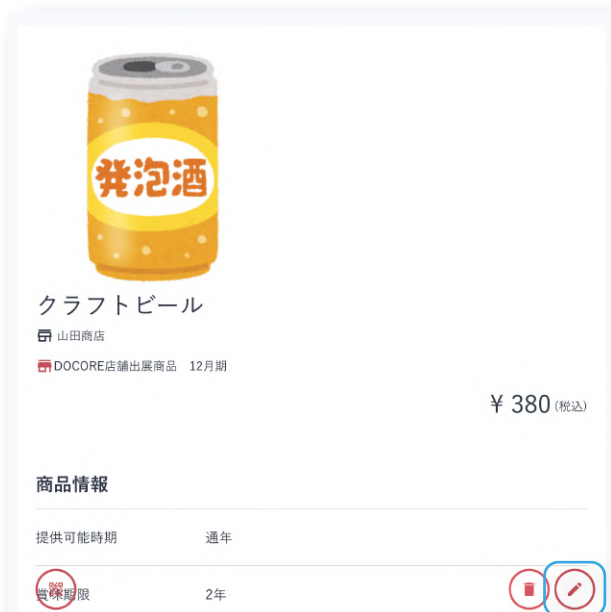 発泡酒
クラフトビール
山田商店
DOCORE店舗出展商品 12月期
¥ 380 (税込)
商品情報
提供可能時期 通年
賞味期限 2年